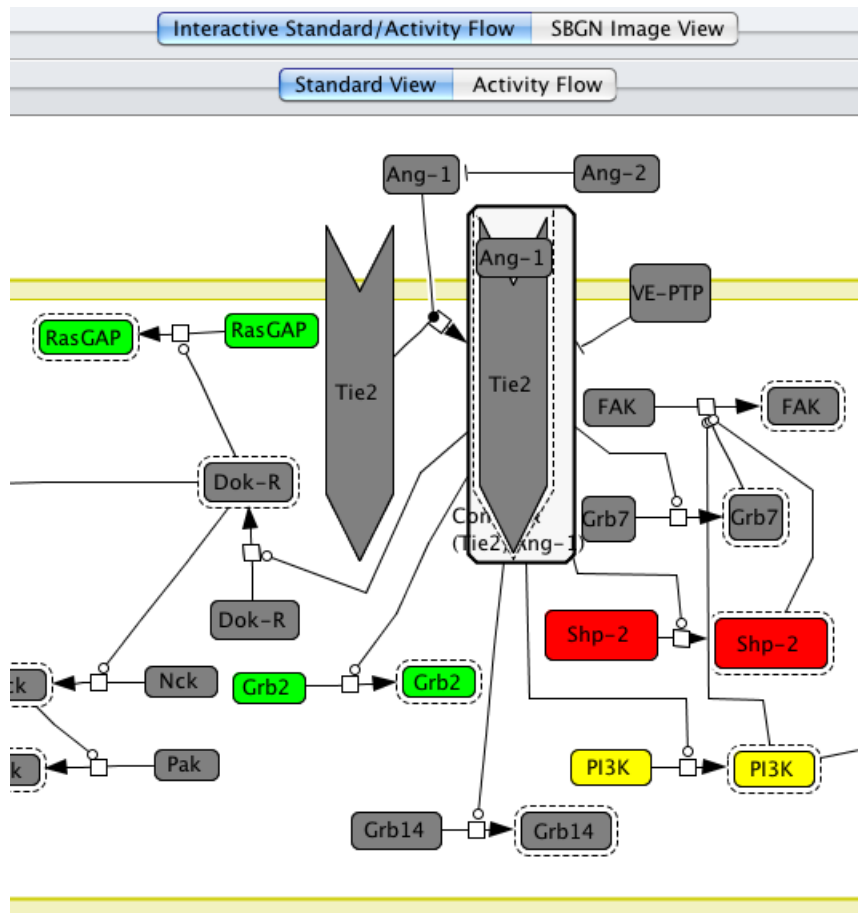 Interactive Standard/Activity Flow SBGN Image View
Standard View Activity Flow
Ang-1 Ang-2
Ang-1
VE-PTP
RasGAP RasGAP
Tie2 Tie2
FAK FAK
Dok-R
Grb7 Grb7
(Tie2)
Dok-R
Shp-2 Shp-2
Nck
Grb2 Grb2
Pak
PI3K PI3K
Grb14 Grb14